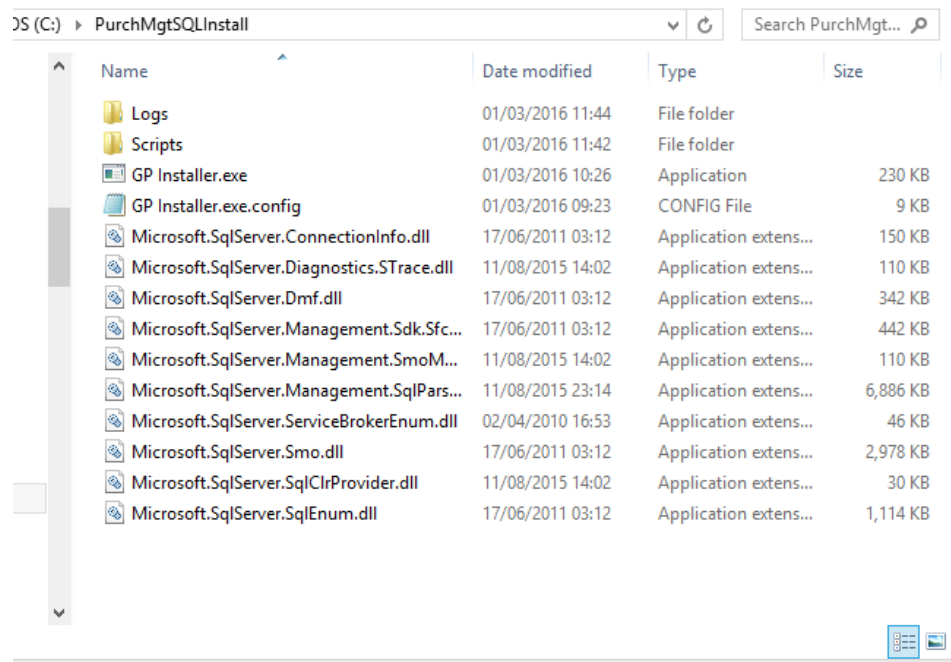 OS (C:) PurchMgtSQLInstall Search PurchMgt...
Name Date modified Type Size
Logs 01/03/2016 11:44 File folder
Scripts 01/03/2016 11:42 File folder
GP Installer.exe 01/03/2016 10:26 Application 230 KB
GP Installer.exe.config 01/03/2016 09:23 CONFIG File 9 KB
Microsoft.SqlServer.ConnectionInfo.dll 17/06/2011 03:12 Application extens... 150 KB
Microsoft.SqlServer.Diagnostics.STrace.dll 11/08/2015 14:02 Application extens... 110 KB
Microsoft.SqlServer.Dmf.dll 17/06/2011 03:12 Application extens... 342 KB
Microsoft.SqlServer.Management.Sdk.Sfc... 17/06/2011 03:12 Application extens... 442 KB
Microsoft.SqlServer.Management.SmoM... 11/08/2015 14:02 Application extens... 110 KB
Microsoft.SqlServer.Management.SqlPars... 11/08/2015 23:14 Application extens... 6,886 KB
Microsoft.SqlServer.ServiceBrokerEnum.dll 02/04/2010 16:53 Application extens... 46 KB
Microsoft.SqlServer.Smo.dll 17/06/2011 03:12 Application extens... 2,978 KB
Microsoft.SqlServer.SqlClrProvider.dll 11/08/2015 14:02 Application extens... 30 KB
Microsoft.SqlServer.SqlEnum.dll 17/06/2011 03:12 Application extens... 1,114 KB